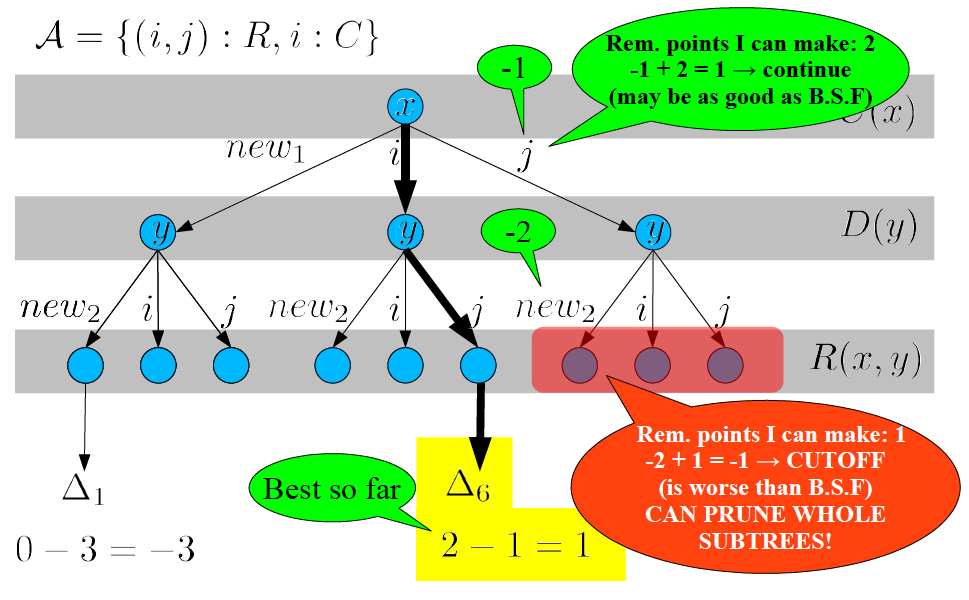 𝒜 = {(i, j) : R, i : C}
-1
Rem. points I can make: 2
-1 + 2 = 1 → continue
(may be as good as B.S.F)
x
(x)
new₁
i
j
y
y
y
-2
D(y)
new₂
i
j
new₂
i
j
new₂
i
j
R(x, y)
Rem. points I can make: 1
-2 + 1 = -1 → CUTOFF
(is worse than B.S.F)
CAN PRUNE WHOLE
SUBTREES!
Δ₁
Best so far
Δ₆
0 − 3 = −3
2 − 1 = 1